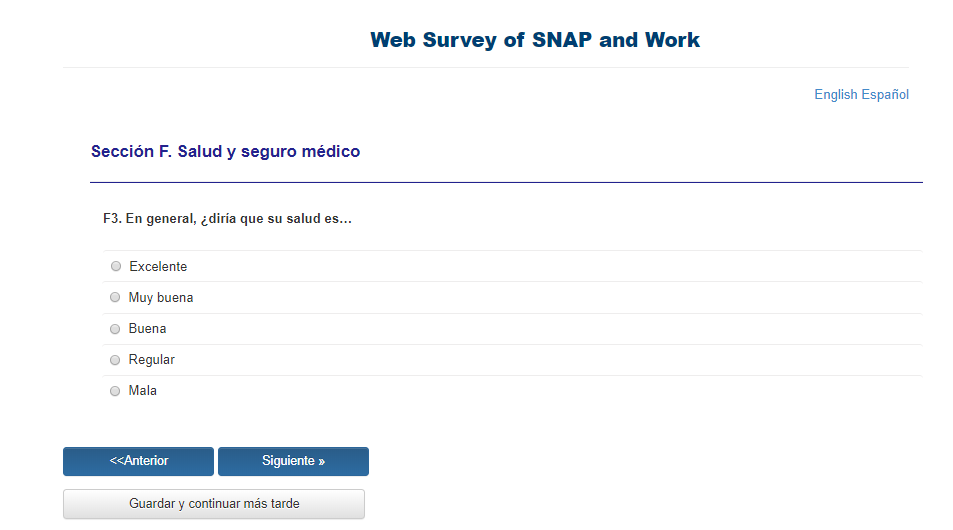 Web Survey of SNAP and Work
English Español
Sección F. Salud y seguro médico
F3. En general, ¿diría que su salud es…
Excelente
Muy buena
Buena
Regular
Mala
<<Anterior
Siguiente »
Guardar y continuar más tarde